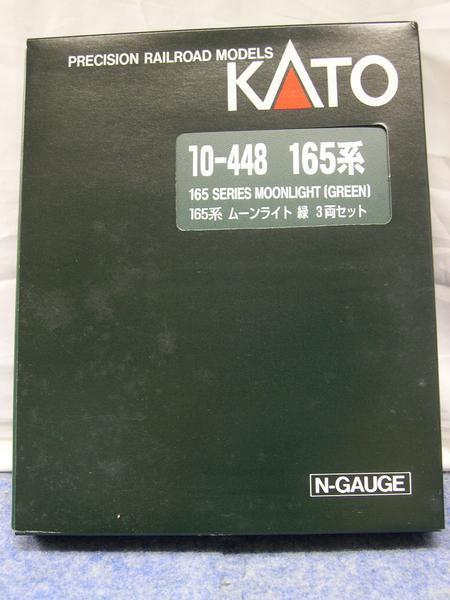 PRECISION RAILROAD MODELS
KATO
10-448 165系
165 SERIES MOONLIGHT (GREEN)
165系 ムーンライト 緑 3両セット
N-GAUGE